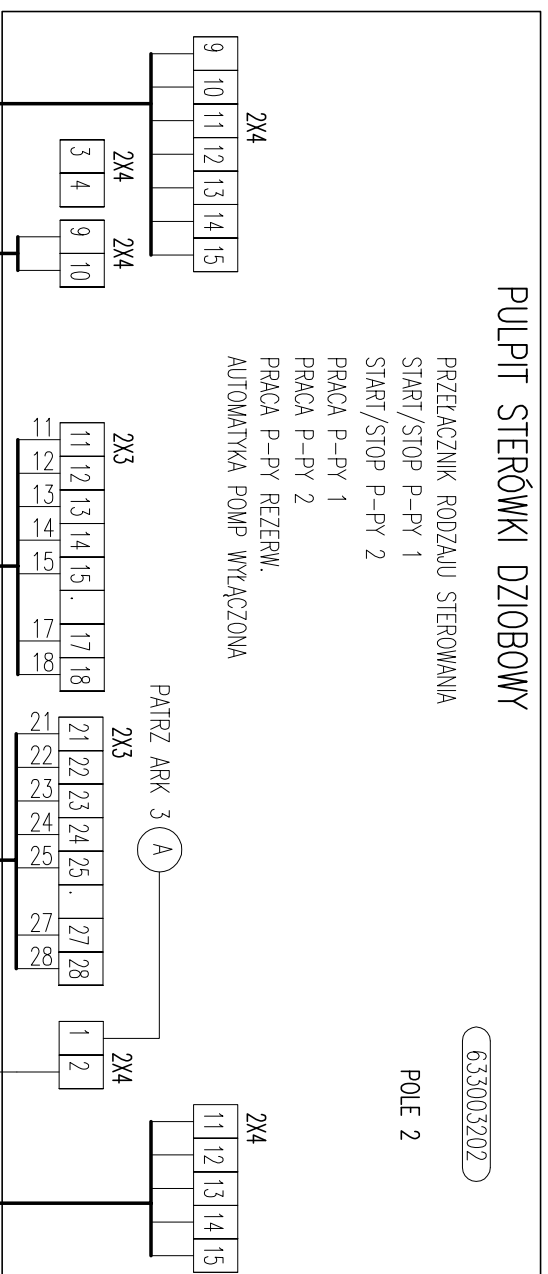 PULPIT STERÓWKI DZIOBOWY
633003202
POLE 2
PRZEŁACZNIK RODZAJU STEROWANIA
START/STOP P-PY 1
START/STOP P-PY 2
PRACA P-PY 1
PRACA P-PY 2
PRACA P-PY REZERW.
AUTOMATYKA POMP WYŁĄCZONA
2X4
9 10 11 12 13 14 15
2X4
3 4
2X4
9 10
2X3
11 12 13 14 15 . 17 18
11 12 13 14 15 17 18
PATRZ ARK 3 A
2X3
21 22 23 24 25 . 27 28
21 22 23 24 25 27 28
2X4
1 2
2X4
11 12 13 14 15